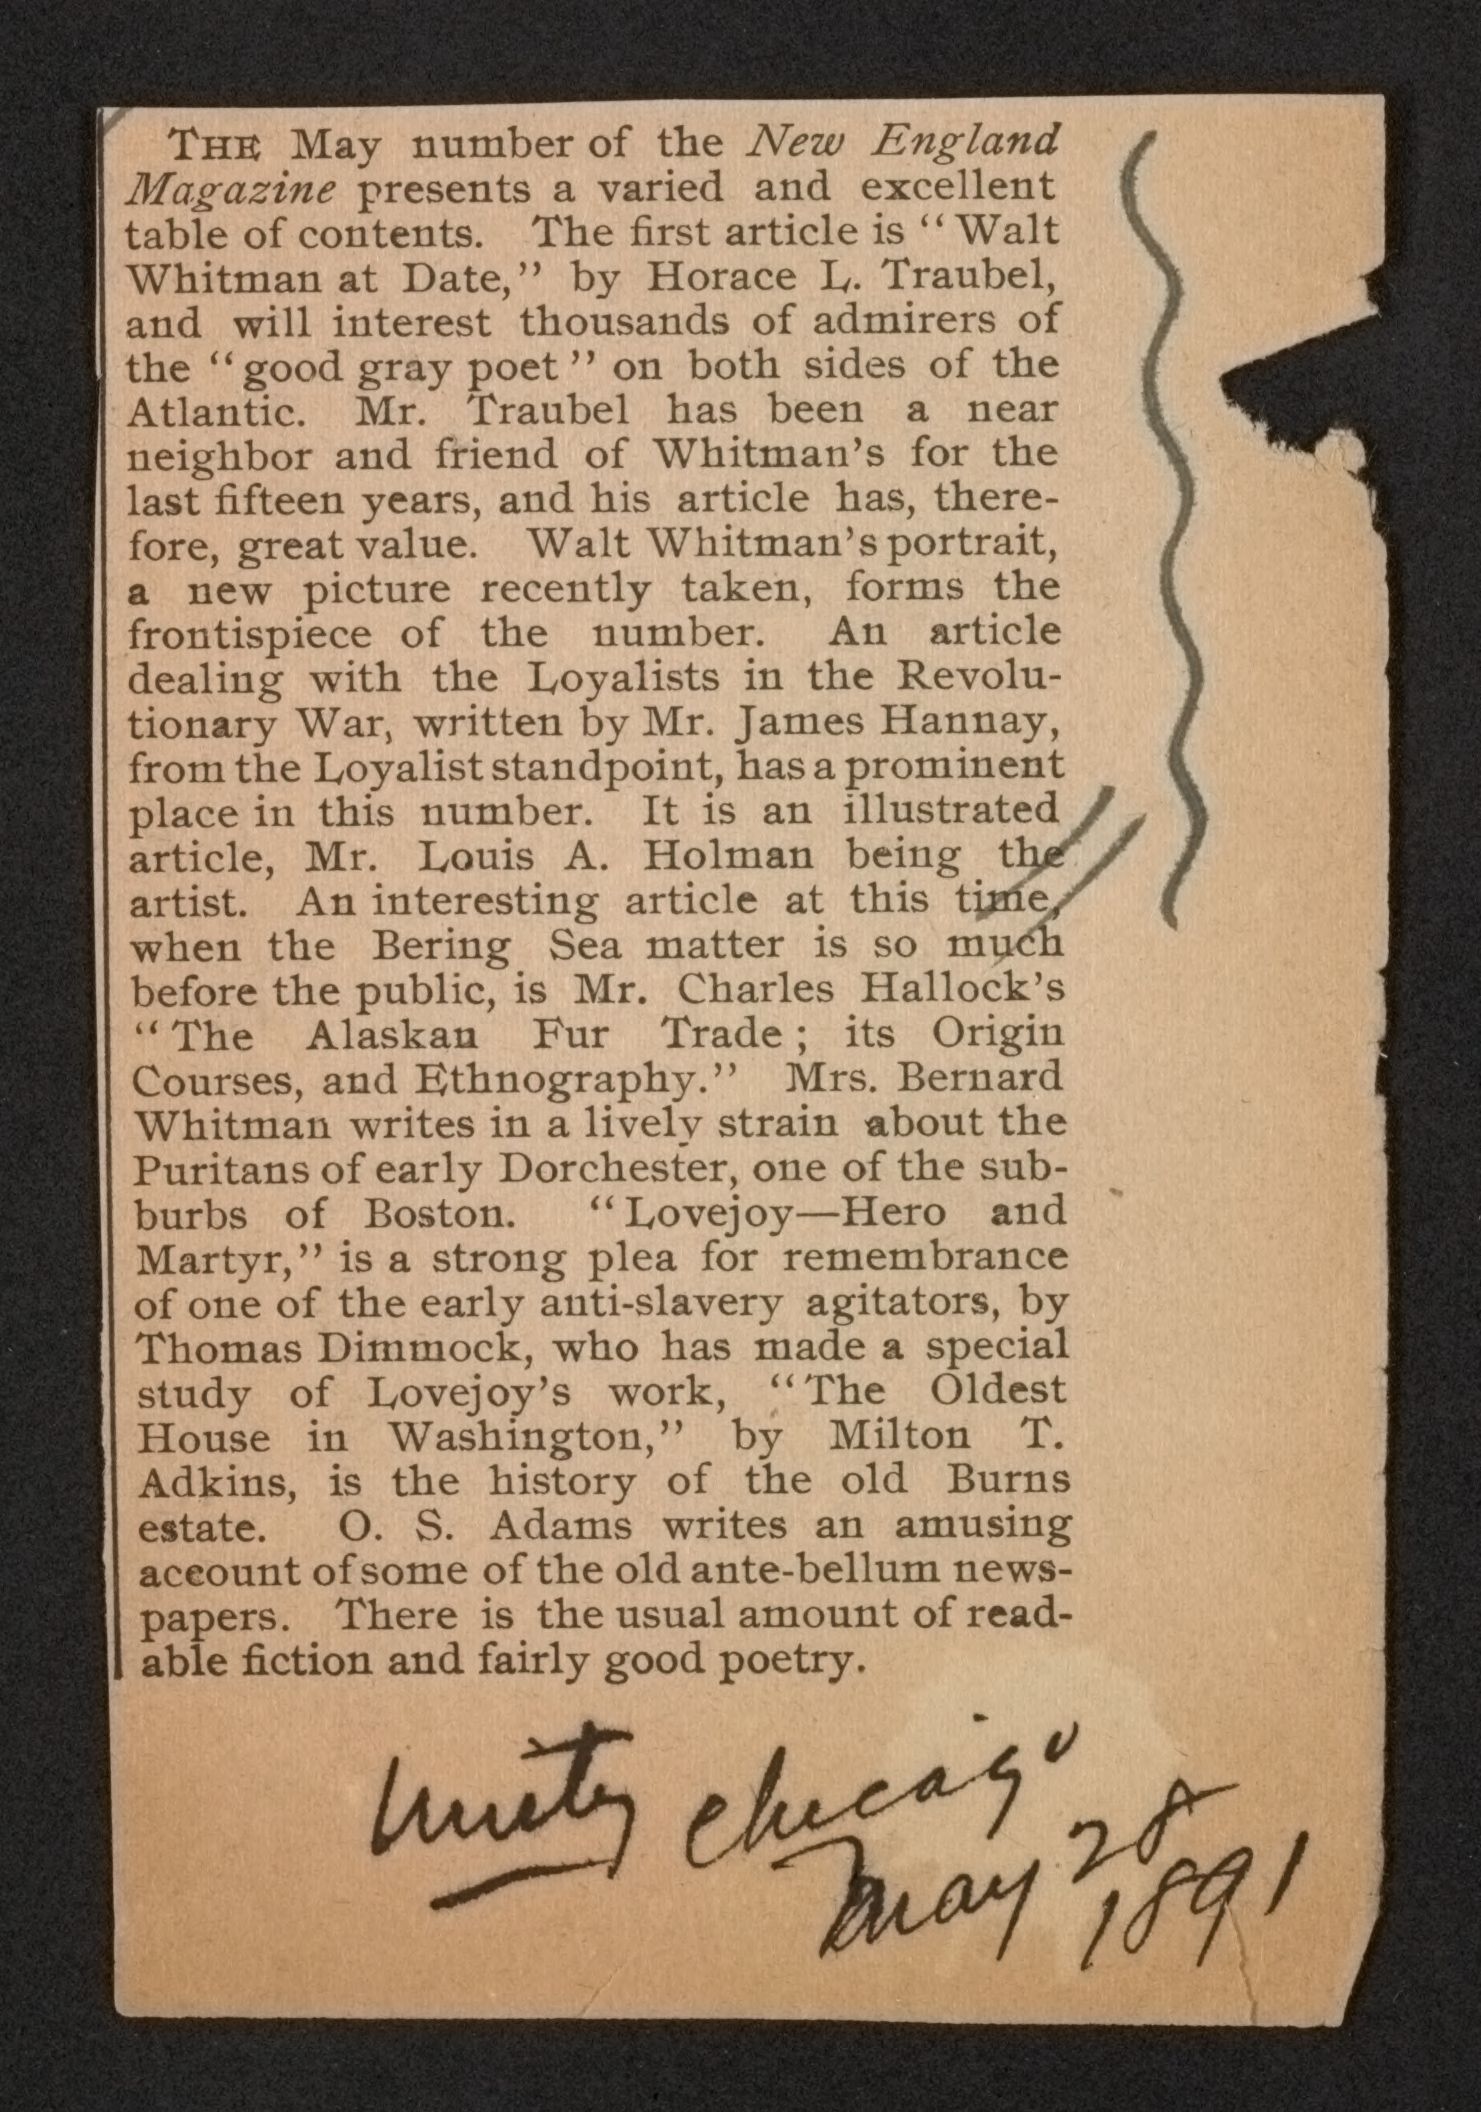 THE May number of the New England
Magazine presents a varied and excellent
table of contents. The first article is “Walt
Whitman at Date,” by Horace L. Traubel,
and will interest thousands of admirers of
the “good gray poet” on both sides of the
Atlantic. Mr. Traubel has been a near
neighbor and friend of Whitman’s for the
last fifteen years, and his article has, there-
fore, great value. Walt Whitman’s portrait,
a new picture recently taken, forms the
frontispiece of the number. An article
dealing with the Loyalists in the Revolu-
tionary War, written by Mr. James Hannay,
from the Loyalist standpoint, has a prominent
place in this number. It is an illustrated
article, Mr. Louis A. Holman being the
artist. An interesting article at this time,
when the Bering Sea matter is so much
before the public, is Mr. Charles Hallock’s
“The Alaskan Fur Trade; its Origin
Courses, and Ethnography.” Mrs. Bernard
Whitman writes in a lively strain about the
Puritans of early Dorchester, one of the sub-
burbs of Boston. “Lovejoy—Hero and
Martyr,” is a strong plea for remembrance
of one of the early anti-slavery agitators, by
Thomas Dimmock, who has made a special
study of Lovejoy’s work, “The Oldest
House in Washington,” by Milton T.
Adkins, is the history of the old Burns
estate. O. S. Adams writes an amusing
account of some of the old ante-bellum news-
papers. There is the usual amount of read-
able fiction and fairly good poetry.
Unity Chicago
May 28
1891